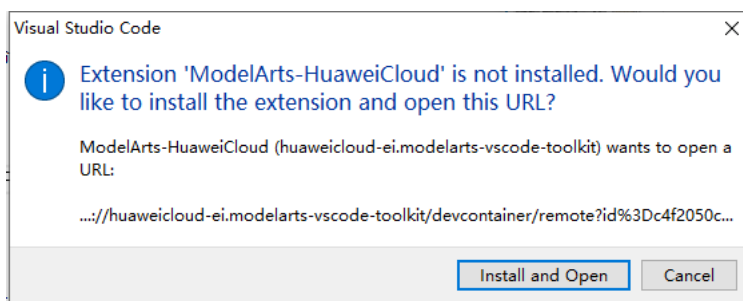 Visual Studio Code
Extension 'ModelArts-HuaweiCloud' is not installed. Would you
like to install the extension and open this URL?
ModelArts-HuaweiCloud (huaweicloud-ei.modelarts-vscode-toolkit) wants to open a
URL:
...://huaweicloud-ei.modelarts-vscode-toolkit/devcontainer/remote?id%3Dc4f2050c...
Install and Open
Cancel